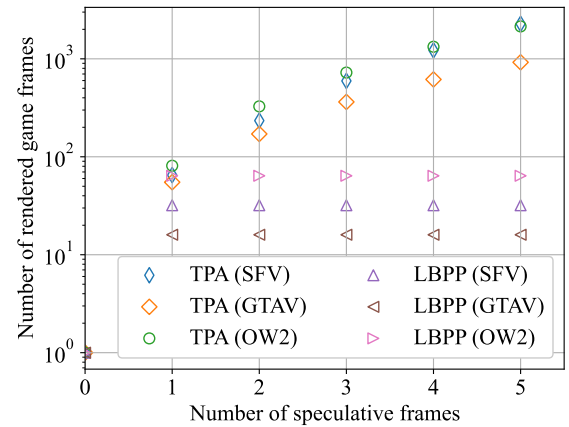 Number of rendered game frames
10³
10²
10¹
10⁰
TPA (SFV)
TPA (GTAV)
TPA (OW2)
LBPP (SFV)
LBPP (GTAV)
LBPP (OW2)
0 1 2 3 4 5
Number of speculative frames